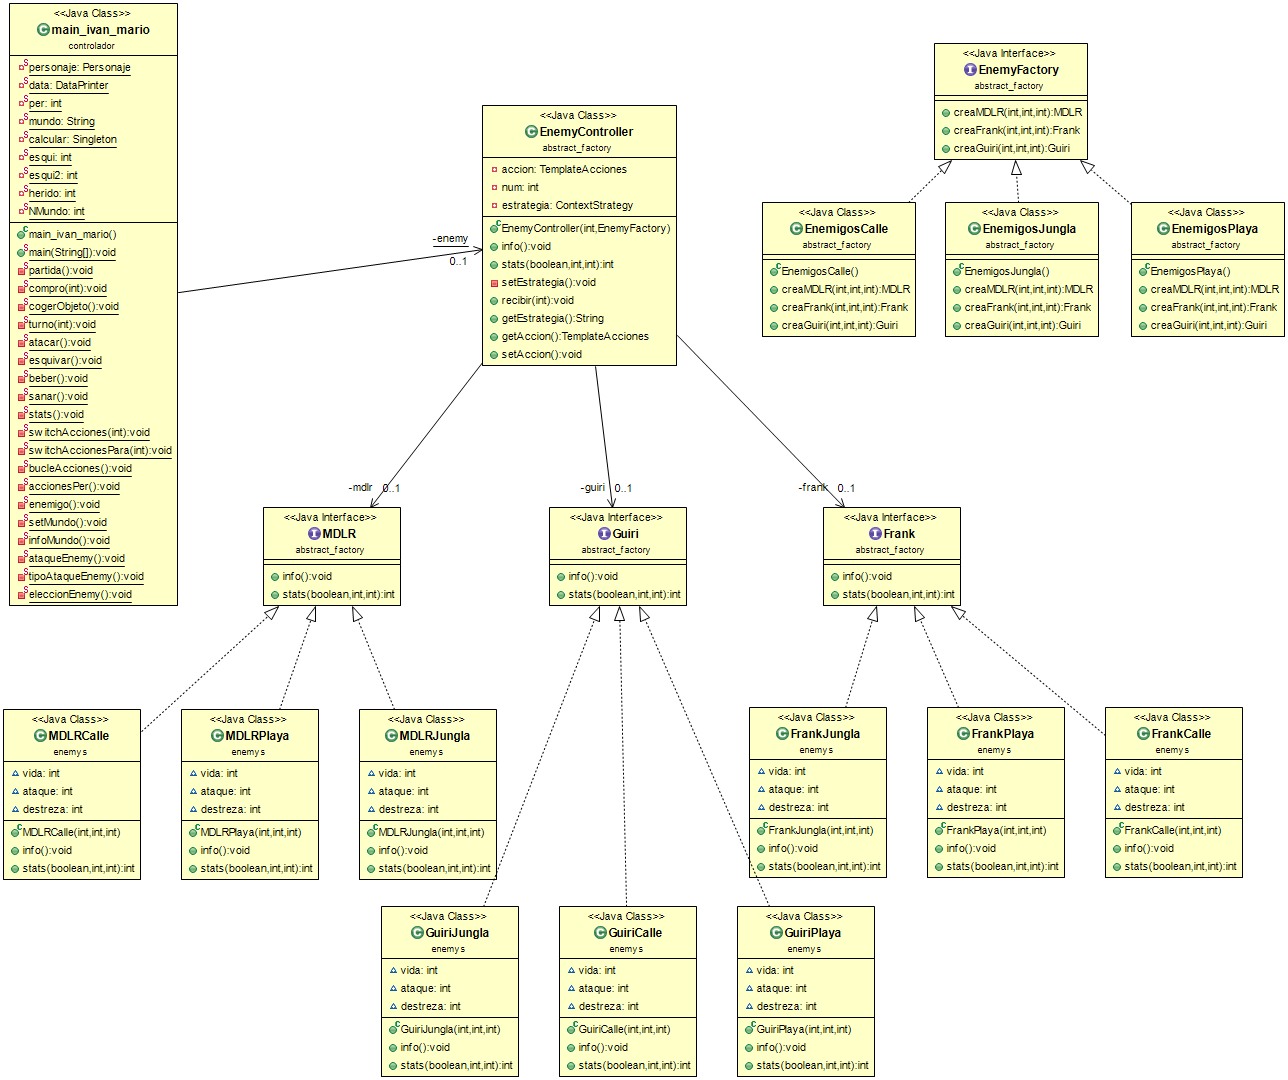 <<Java Class>>
main_ivan_mario
controlador
personaje: Personaje
data: DataPrinter
per: int
mundo: String
calcular: Singleton
esqui: int
esqui2: int
herido: int
NMundo: int
main_ivan_mario()
main(String[]):void
partida():void
compro(int):void
cogerObjeto():void
turno(int):void
atacar():void
esquivar():void
beber():void
sanar():void
stats():void
switchAcciones(int):void
switchAccionesPara(int):void
bucleAcciones():void
accionesPer():void
enemigo():void
setMundo():void
infoMundo():void
ataqueEnemy():void
tipoAtaqueEnemy():void
eleccionEnemy():void
-enemy
0..1
<<Java Class>>
EnemyController
abstract_factory
accion: TemplateAcciones
num: int
estrategia: ContextStrategy
EnemyController(int,EnemyFactory)
info():void
stats(boolean,int,int):int
setEstrategia():void
recibir(int):void
getEstrategia():String
getAccion():TemplateAcciones
setAccion():void
<<Java Interface>>
EnemyFactory
abstract_factory
creaMDLR(int,int,int):MDLR
creaFrank(int,int,int):Frank
creaGuiri(int,int,int):Guiri
<<Java Class>>
EnemigosCalle
abstract_factory
EnemigosCalle()
creaMDLR(int,int,int):MDLR
creaFrank(int,int,int):Frank
creaGuiri(int,int,int):Guiri
<<Java Class>>
EnemigosJungla
abstract_factory
EnemigosJungla()
creaMDLR(int,int,int):MDLR
creaFrank(int,int,int):Frank
creaGuiri(int,int,int):Guiri
<<Java Class>>
EnemigosPlaya
abstract_factory
EnemigosPlaya()
creaMDLR(int,int,int):MDLR
creaFrank(int,int,int):Frank
creaGuiri(int,int,int):Guiri
-mdlr 0..1
-guiri 0..1
-frank 0..1
<<Java Interface>>
MDLR
abstract_factory
info():void
stats(boolean,int,int):int
<<Java Interface>>
Guiri
abstract_factory
info():void
stats(boolean,int,int):int
<<Java Interface>>
Frank
abstract_factory
info():void
stats(boolean,int,int):int
<<Java Class>>
MDLRCalle
enemys
vida: int
ataque: int
destreza: int
MDLRCalle(int,int,int)
info():void
stats(boolean,int,int):int
<<Java Class>>
MDLRPlaya
enemys
vida: int
ataque: int
destreza: int
MDLRPlaya(int,int,int)
info():void
stats(boolean,int,int):int
<<Java Class>>
MDLRJungla
enemys
vida: int
ataque: int
destreza: int
MDLRJungla(int,int,int)
info():void
stats(boolean,int,int):int
<<Java Class>>
FrankJungla
enemys
vida: int
ataque: int
destreza: int
FrankJungla(int,int,int)
info():void
stats(boolean,int,int):int
<<Java Class>>
FrankPlaya
enemys
vida: int
ataque: int
destreza: int
FrankPlaya(int,int,int)
info():void
stats(boolean,int,int):int
<<Java Class>>
FrankCalle
enemys
vida: int
ataque: int
destreza: int
FrankCalle(int,int,int)
info():void
stats(boolean,int,int):int
<<Java Class>>
GuiriJungla
enemys
vida: int
ataque: int
destreza: int
GuiriJungla(int,int,int)
info():void
stats(boolean,int,int):int
<<Java Class>>
GuiriCalle
enemys
vida: int
ataque: int
destreza: int
GuiriCalle(int,int,int)
info():void
stats(boolean,int,int):int
<<Java Class>>
GuiriPlaya
enemys
vida: int
ataque: int
destreza: int
GuiriPlaya(int,int,int)
info():void
stats(boolean,int,int):int